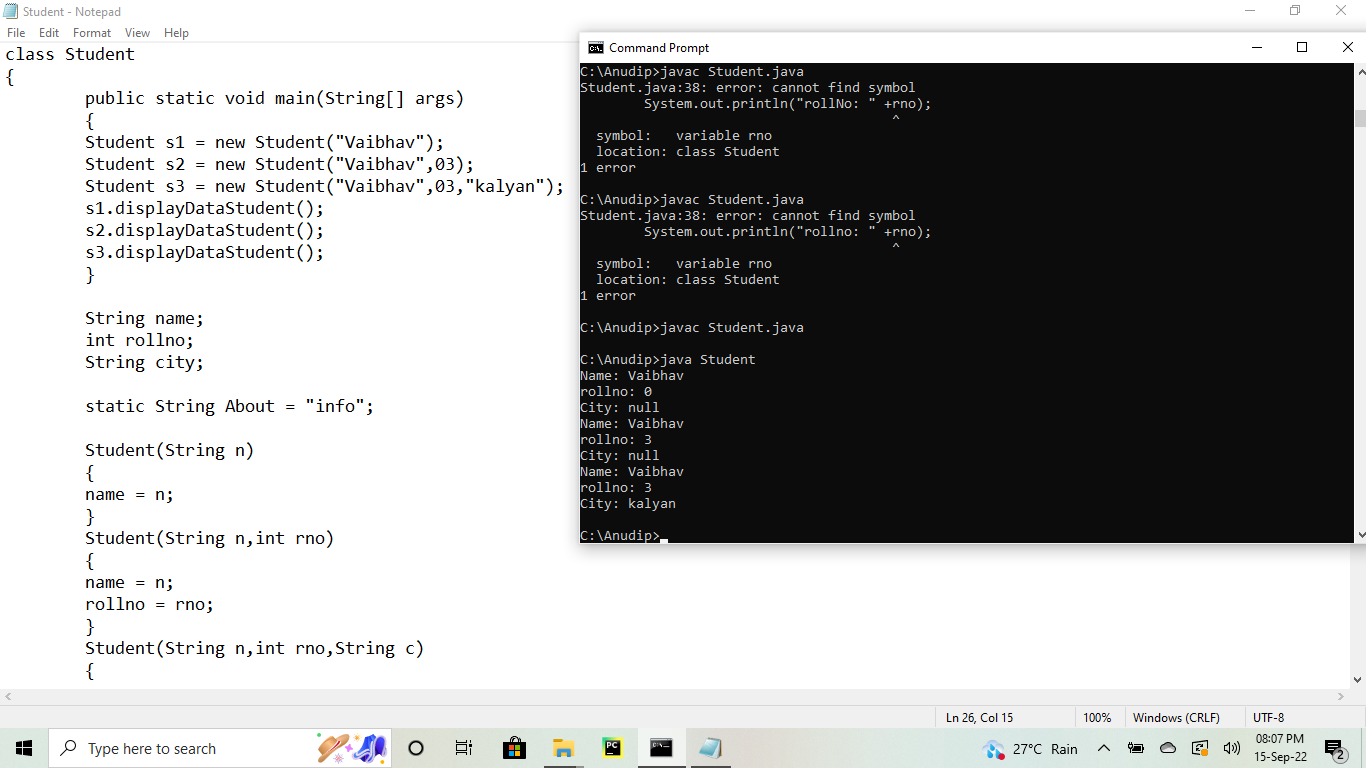 Student - Notepad
File Edit Format View Help
class Student
{
public static void main(String[] args)
{
Student s1 = new Student("Vaibhav");
Student s2 = new Student("Vaibhav",03);
Student s3 = new Student("Vaibhav",03,"kalyan");
s1.displayDataStudent();
s2.displayDataStudent();
s3.displayDataStudent();
}
String name;
int rollno;
String city;
static String About = "info";
Student(String n)
{
name = n;
}
Student(String n,int rno)
{
name = n;
rollno = rno;
}
Student(String n,int rno,String c)
{
Command Prompt
C:\Anudip>javac Student.java
Student.java:38: error: cannot find symbol
System.out.println("rollNo: " +rno);
^
symbol: variable rno
location: class Student
1 error
C:\Anudip>javac Student.java
Student.java:38: error: cannot find symbol
System.out.println("rollno: " +rno);
^
symbol: variable rno
location: class Student
1 error
C:\Anudip>javac Student.java
C:\Anudip>java Student
Name: Vaibhav
rollno: 0
City: null
Name: Vaibhav
rollno: 3
City: null
Name: Vaibhav
rollno: 3
City: kalyan
C:\Anudip>
Ln 26, Col 15 100% Windows (CRLF) UTF-8
Type here to search
PC
27°C Rain
08:07 PM
15-Sep-22
2